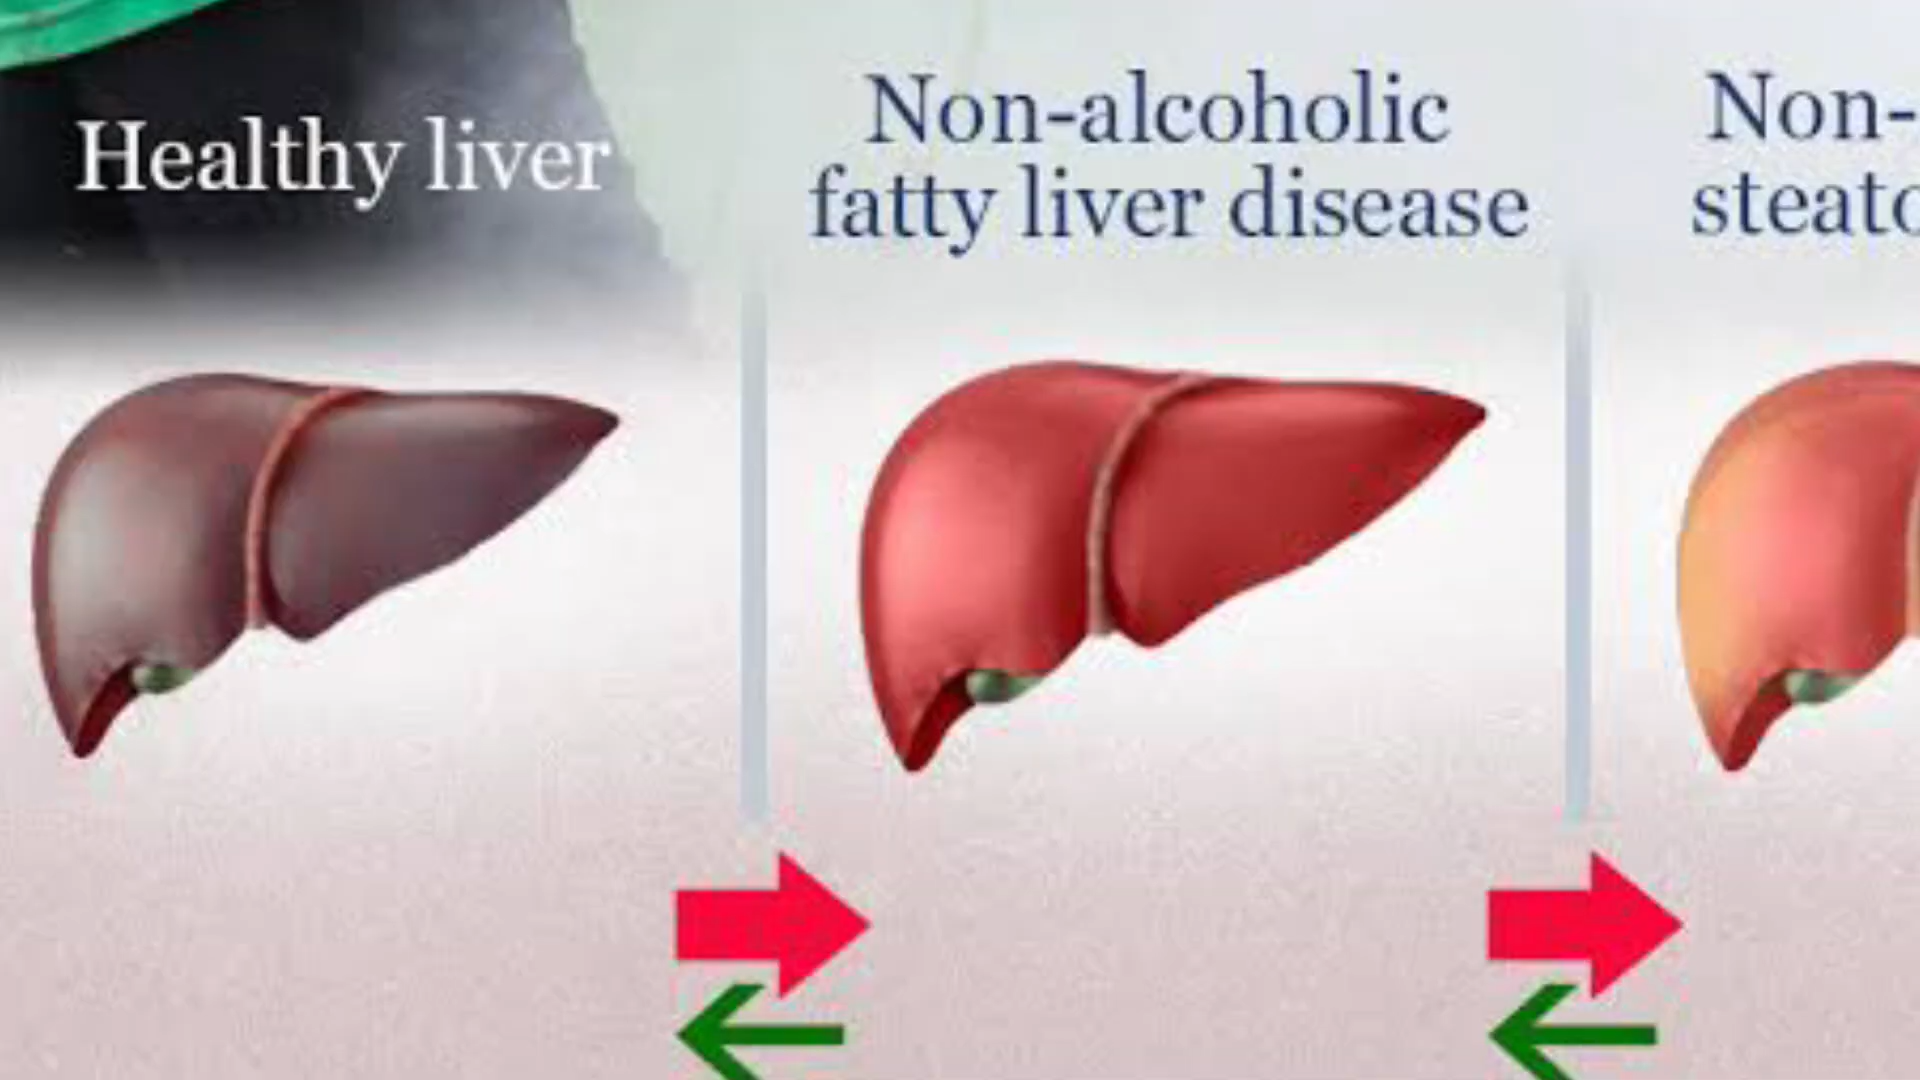 Healthy liver
Non-alcoholic
fatty liver disease
Non-
steato